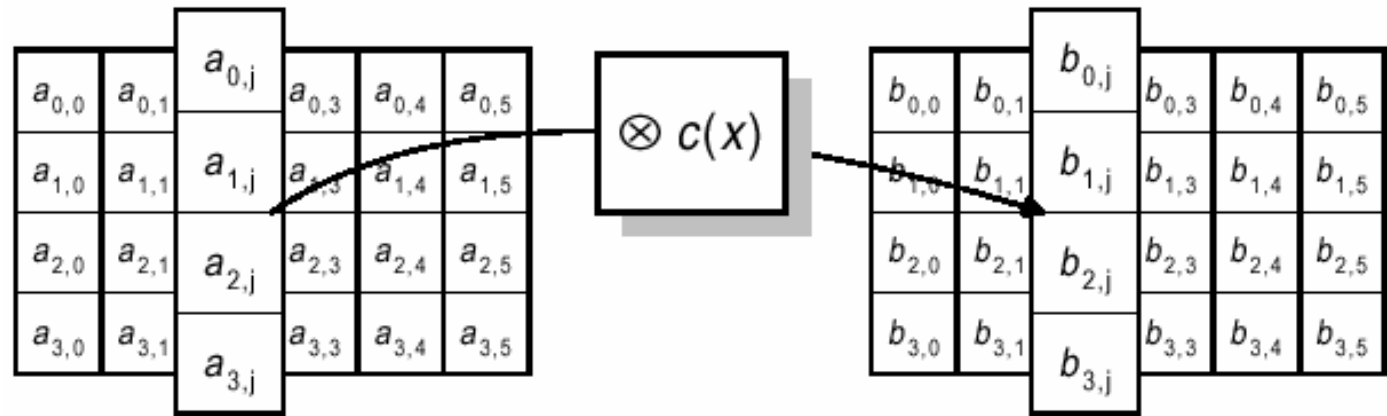 a0,j b0,j
a0,0 a0,1 a0,3 a0,4 a0,5 b0,0 b0,1 b0,3 b0,4 b0,5
⊗ c(x)
a1,0 a1,1 a1,j a1,3 a1,4 a1,5 b1,0 b1,1 b1,j b1,3 b1,4 b1,5
a2,0 a2,1 a2,j a2,3 a2,4 a2,5 b2,0 b2,1 b2,j b2,3 b2,4 b2,5
a3,0 a3,1 a3,j a3,3 a3,4 a3,5 b3,0 b3,1 b3,j b3,3 b3,4 b3,5